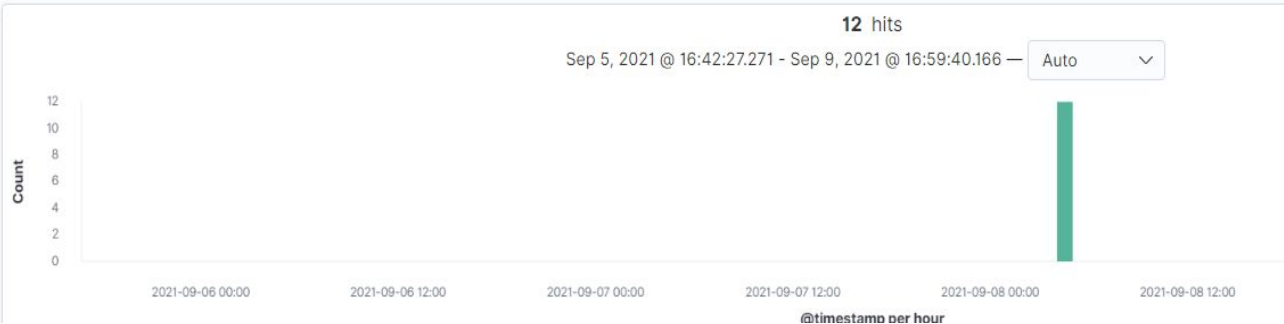 12 hits
Sep 5, 2021 @ 16:42:27.271 - Sep 9, 2021 @ 16:59:40.166 — Auto
12
10
8
6
4
2
0
Count
2021-09-06 00:00 2021-09-06 12:00 2021-09-07 00:00 2021-09-07 12:00 2021-09-08 00:00 2021-09-08 12:00
@timestamp per hour